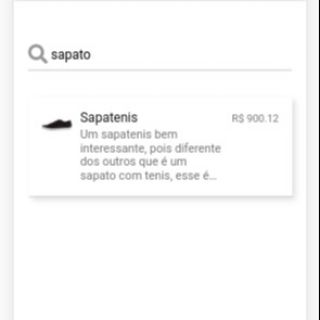 sapato
Sapatenis R$ 900.12
Um sapatenis bem
interessante, pois diferente
dos outros que é um
sapato com tenis, esse é...